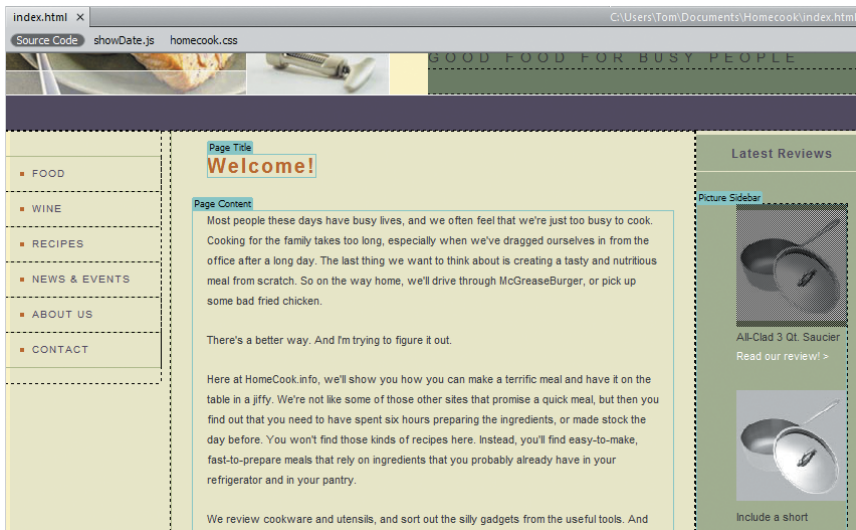 index.html ×
C:\Users\Tom\Documents\Homecook\index.html
Source Code showDate.js homecook.css
GOOD FOOD FOR BUSY PEOPLE
FOOD
WINE
RECIPES
NEWS & EVENTS
ABOUT US
CONTACT
Page Title
Welcome!
Page Content
Most people these days have busy lives, and we often feel that we're just too busy to cook.
Cooking for the family takes too long, especially when we've dragged ourselves in from the
office after a long day. The last thing we want to think about is creating a tasty and nutritious
meal from scratch. So on the way home, we'll drive through McGreaseBurger, or pick up
some bad fried chicken.
There's a better way. And I'm trying to figure it out.
Here at HomeCook.info, we'll show you how you can make a terrific meal and have it on the
table in a jiffy. We're not like some of those other sites that promise a quick meal, but then you
find out that you need to have spent six hours preparing the ingredients, or made stock the
day before. You won't find those kinds of recipes here. Instead, you'll find easy-to-make,
fast-to-prepare meals that rely on ingredients that you probably already have in your
refrigerator and in your pantry.
We review cookware and utensils, and sort out the silly gadgets from the useful tools. And
Latest Reviews
Picture Sidebar
All-Clad 3 Qt. Saucier
Read our review! >
Include a short